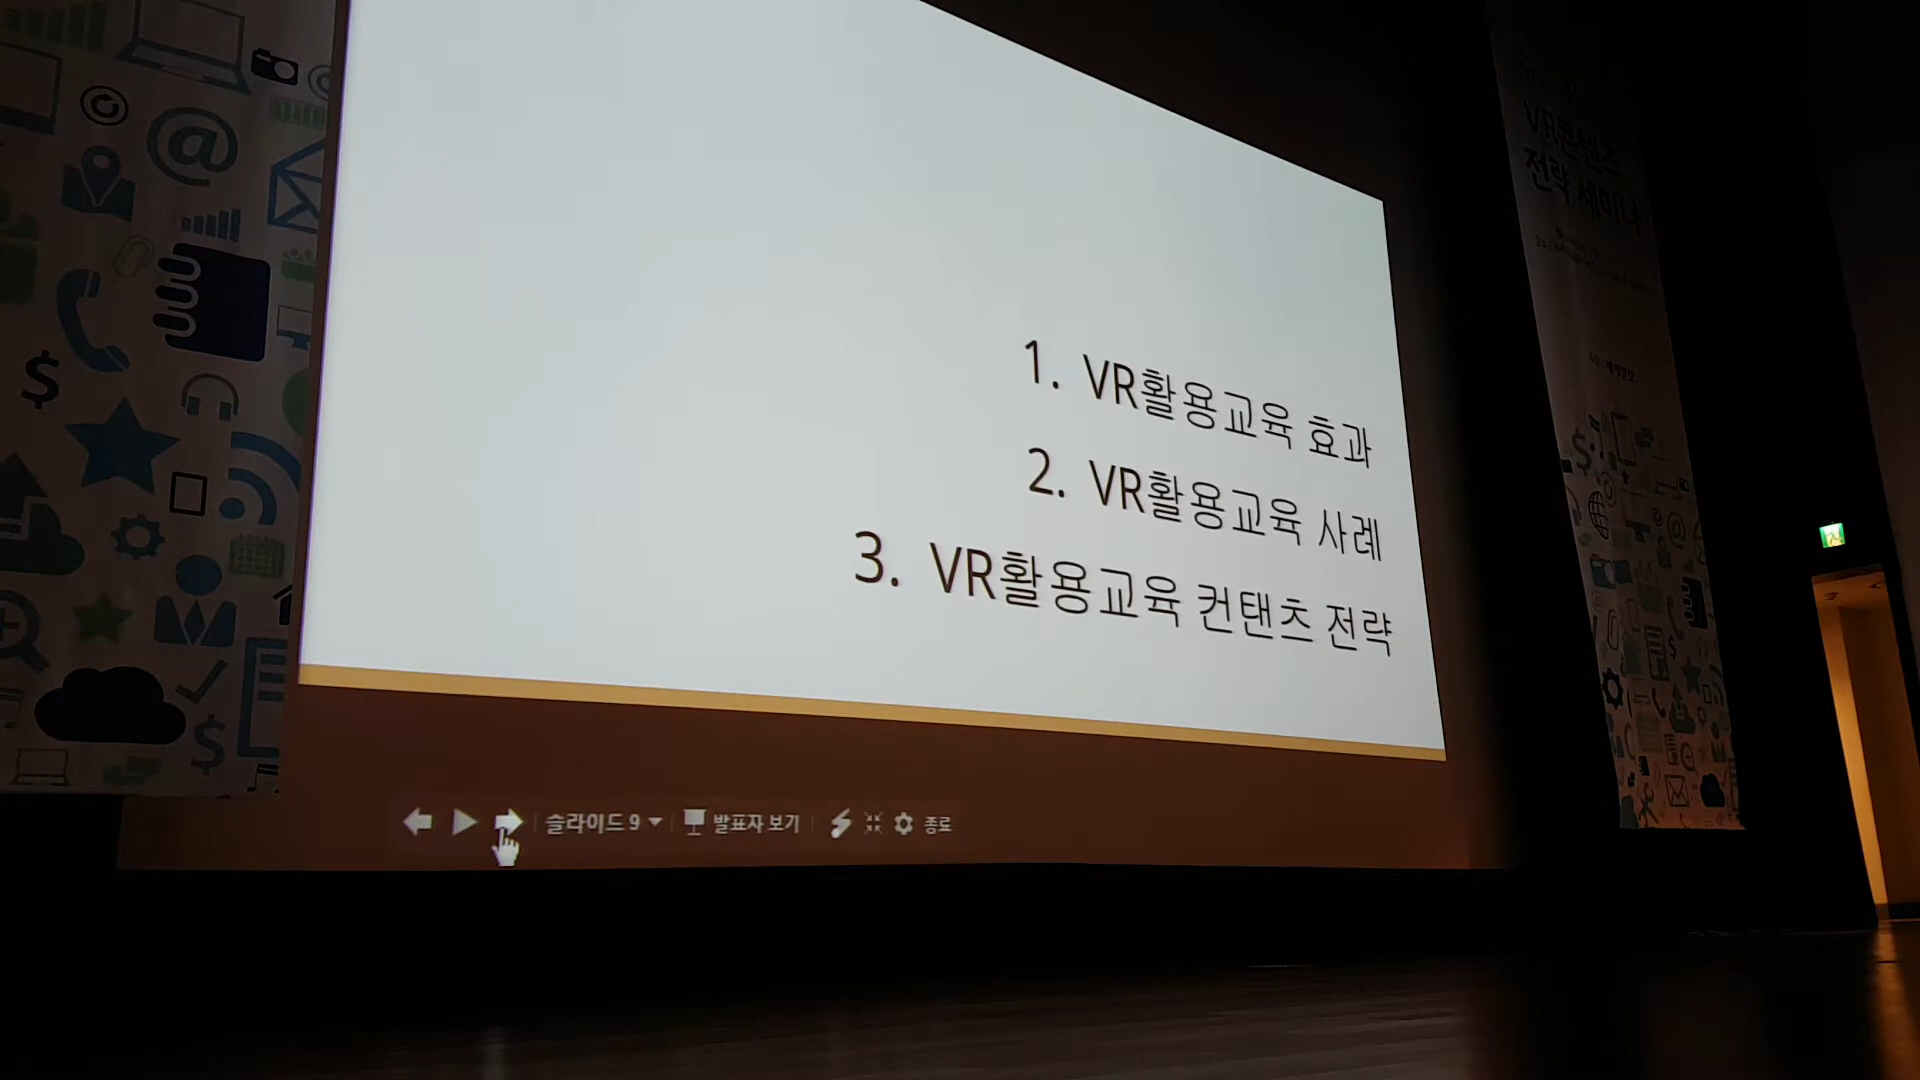 1. VR활용교육 효과
2. VR활용교육 사례
3. VR활용교육 컨탠츠 전략
슬라이드 9
발표자 보기
종료
VR콘텐츠
전략 세미나